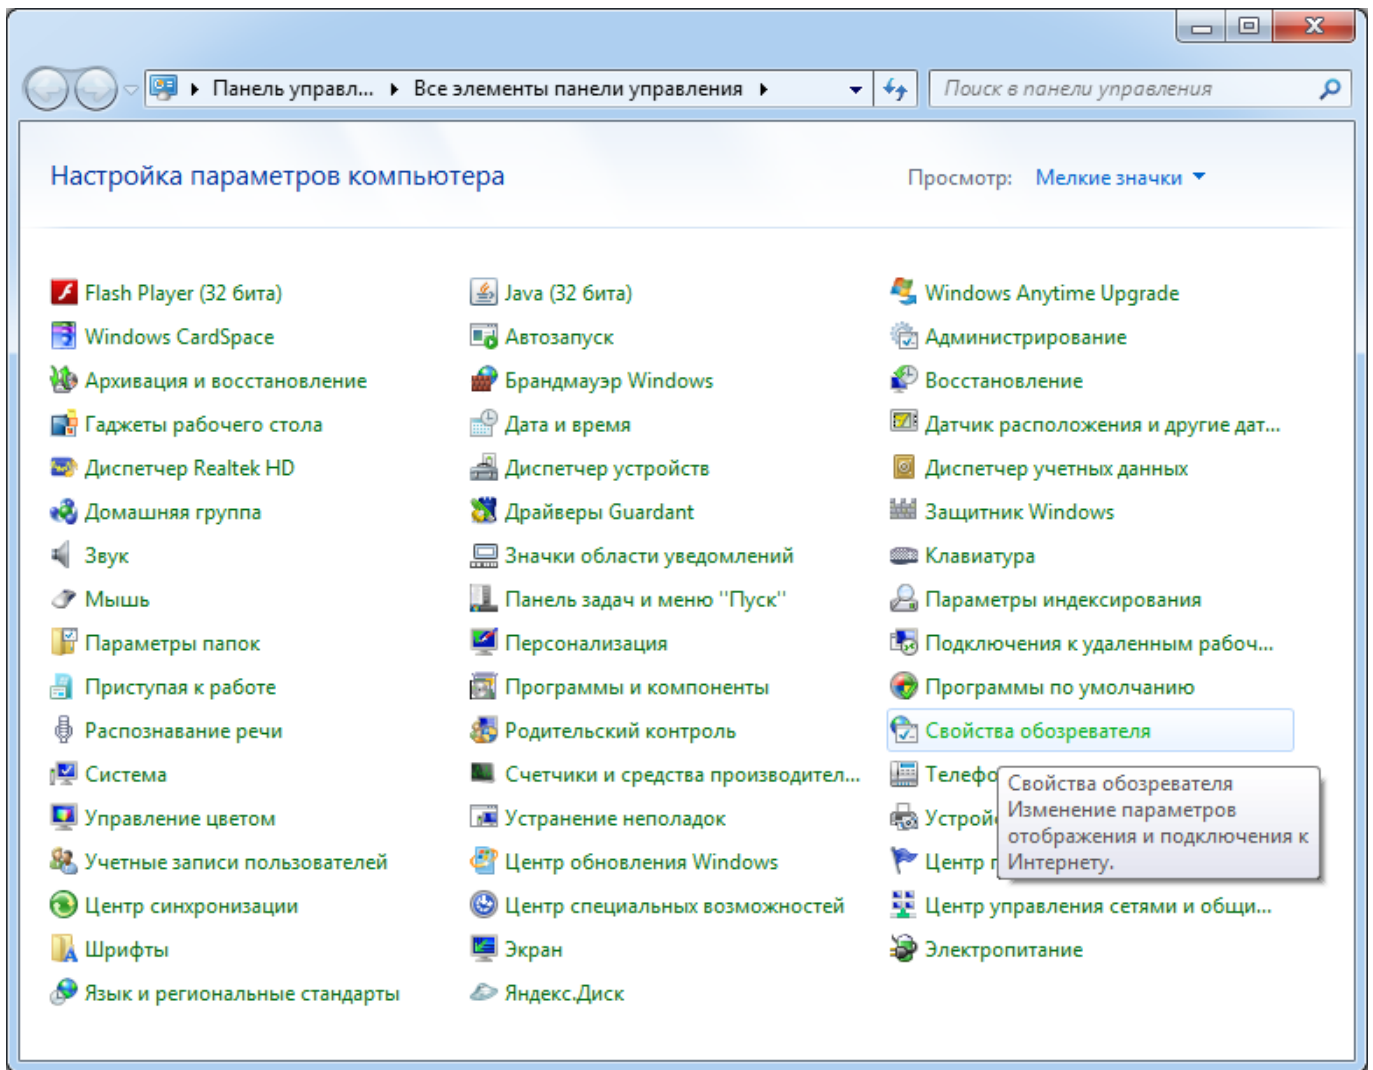 Панель управл... Все элементы панели управления Поиск в панели управления
Настройка параметров компьютера Просмотр: Мелкие значки
Flash Player (32 бита) Java (32 бита) Windows Anytime Upgrade
Windows CardSpace Автозапуск Администрирование
Архивация и восстановление Брандмауэр Windows Восстановление
Гаджеты рабочего стола Дата и время Датчик расположения и другие дат...
Диспетчер Realtek HD Диспетчер устройств Диспетчер учетных данных
Домашняя группа Драйверы Guardant Защитник Windows
Звук Значки области уведомлений Клавиатура
Мышь Панель задач и меню "Пуск" Параметры индексирования
Параметры папок Персонализация Подключения к удаленным рабоч...
Приступая к работе Программы и компоненты Программы по умолчанию
Распознавание речи Родительский контроль Свойства обозревателя
Система Счетчики и средства производител... Телефо
Свойства обозревателя
Изменение параметров
отображения и подключения к
Интернету.
Управление цветом Устранение неполадок Устрой
Учетные записи пользователей Центр обновления Windows Центр
Центр синхронизации Центр специальных возможностей Центр управления сетями и общи...
Шрифты Экран Электропитание
Язык и региональные стандарты Яндекс.Диск